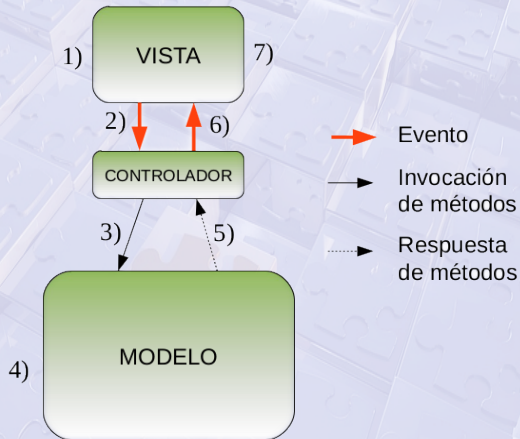 1)
VISTA
7)
2)
6)
CONTROLADOR
3)
5)
MODELO
4)
Evento
Invocación
de métodos
Respuesta
de métodos